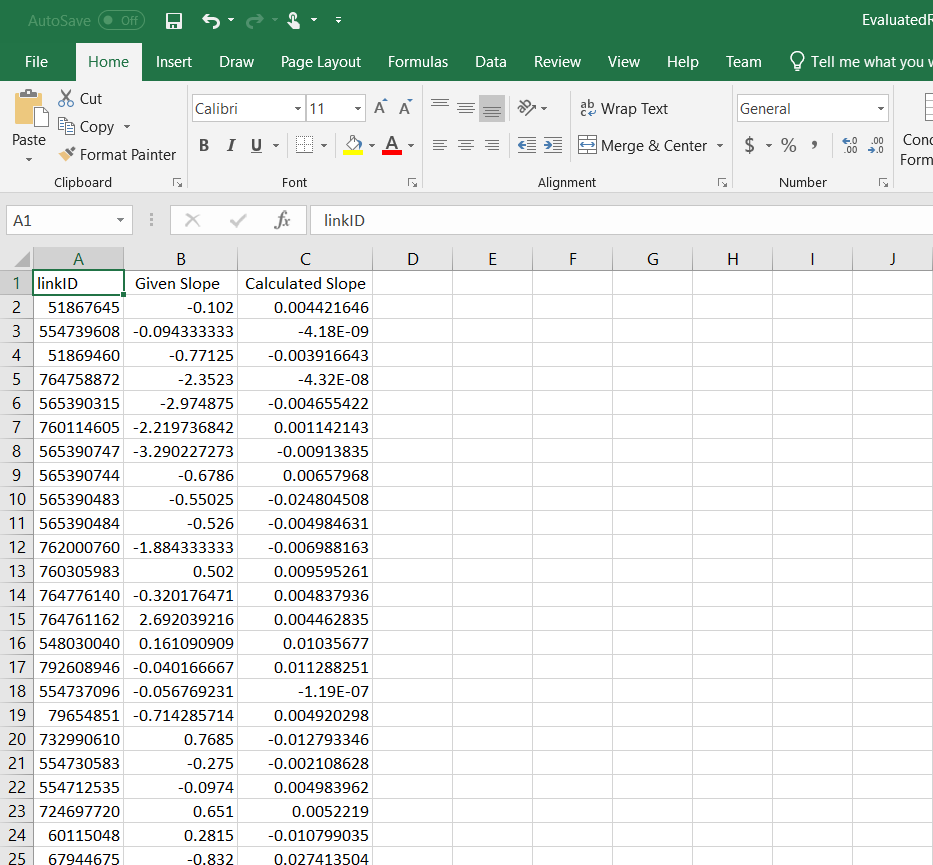 AutoSave Off EvaluatedR
File Home Insert Draw Page Layout Formulas Data Review View Help Team Tell me what you w
Paste Cut Copy Format Painter
Clipboard
Calibri 11 A A
B I U A
Font
ab Wrap Text
Merge & Center
Alignment
General
$ % , .00 .00
Number
Cond
Form
A1 fx linkID
A B C D E F G H I J
1 linkID Given Slope Calculated Slope
2 51867645 -0.102 0.004421646
3 554739608 -0.094333333 -4.18E-09
4 51869460 -0.77125 -0.003916643
5 764758872 -2.3523 -4.32E-08
6 565390315 -2.974875 -0.004655422
7 760114605 -2.219736842 0.001142143
8 565390747 -3.290227273 -0.00913835
9 565390744 -0.6786 0.00657968
10 565390483 -0.55025 -0.024804508
11 565390484 -0.526 -0.004984631
12 762000760 -1.884333333 -0.006988163
13 760305983 0.502 0.009595261
14 764776140 -0.320176471 0.004837936
15 764761162 2.692039216 0.004462835
16 548030040 0.161090909 0.01035677
17 792608946 -0.040166667 0.011288251
18 554737096 -0.056769231 -1.19E-07
19 79654851 -0.714285714 0.004920298
20 732990610 0.7685 -0.012793346
21 554730583 -0.275 -0.002108628
22 554712535 -0.0974 0.004983962
23 724697720 0.651 0.0052219
24 60115048 0.2815 -0.010799035
25 67944675 -0.832 0.027413504